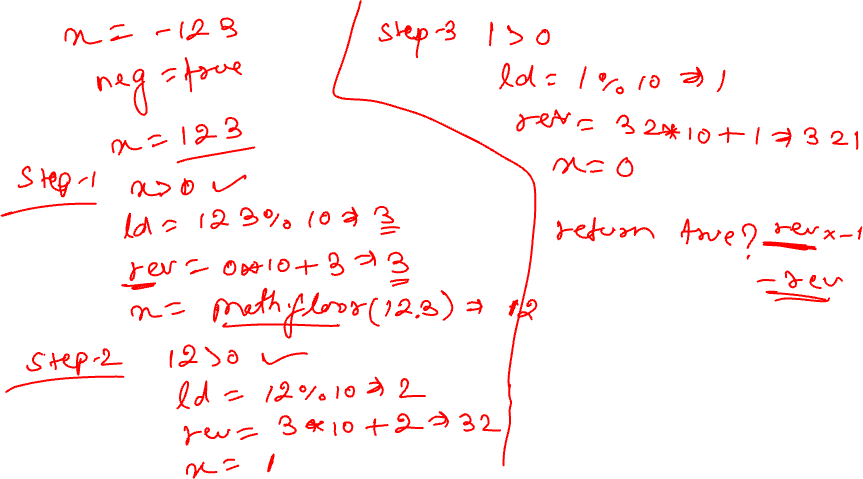 x = -123
neg = true
x = 123
Step-1 x>0 ✓
ld = 123%10 ⇒ 3
rev = 0*10+3 ⇒ 3
x = math.floor(12.3) ⇒ 12
Step-2 12>0 ✓
ld = 12%10 ⇒ 2
rev = 3*10+2 ⇒ 32
x = 1
Step-3 1>0
ld = 1%10 ⇒ 1
rev = 32*10+1 ⇒ 321
x=0
return true? rev x-1
-rev